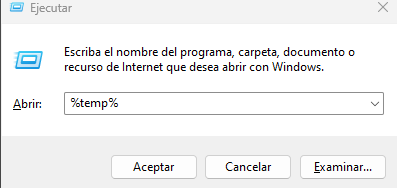 Ejecutar
Escriba el nombre del programa, carpeta, documento o
recurso de Internet que desea abrir con Windows.
Abrir: %temp%
Aceptar Cancelar Examinar...